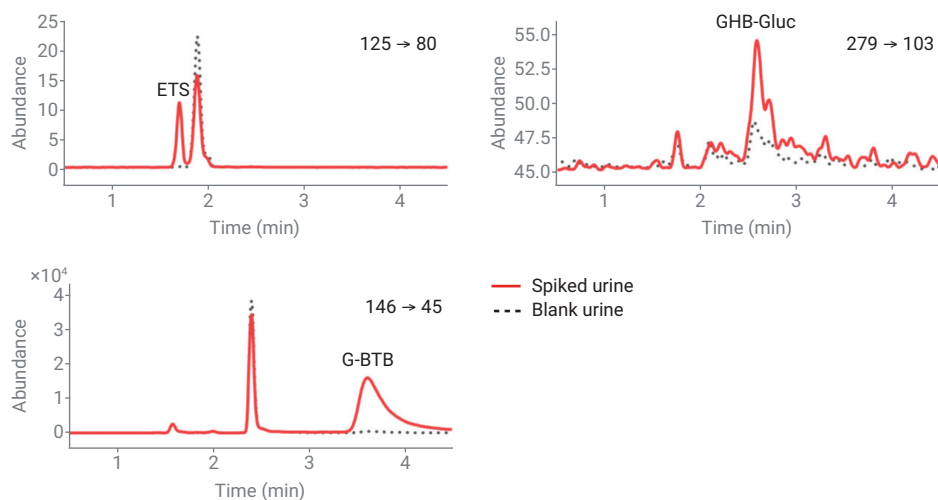 25
20
15
10
5
0
Abundance
ETS
125 → 80
1 2 3 4
Time (min)
55.0
52.5
50.0
47.5
45.0
Abundance
GHB-Gluc
279 → 103
1 2 3 4
Time (min)
×10⁴
4
3
2
1
0
Abundance
146 → 45
G-BTB
1 2 3 4
Time (min)
Spiked urine
Blank urine